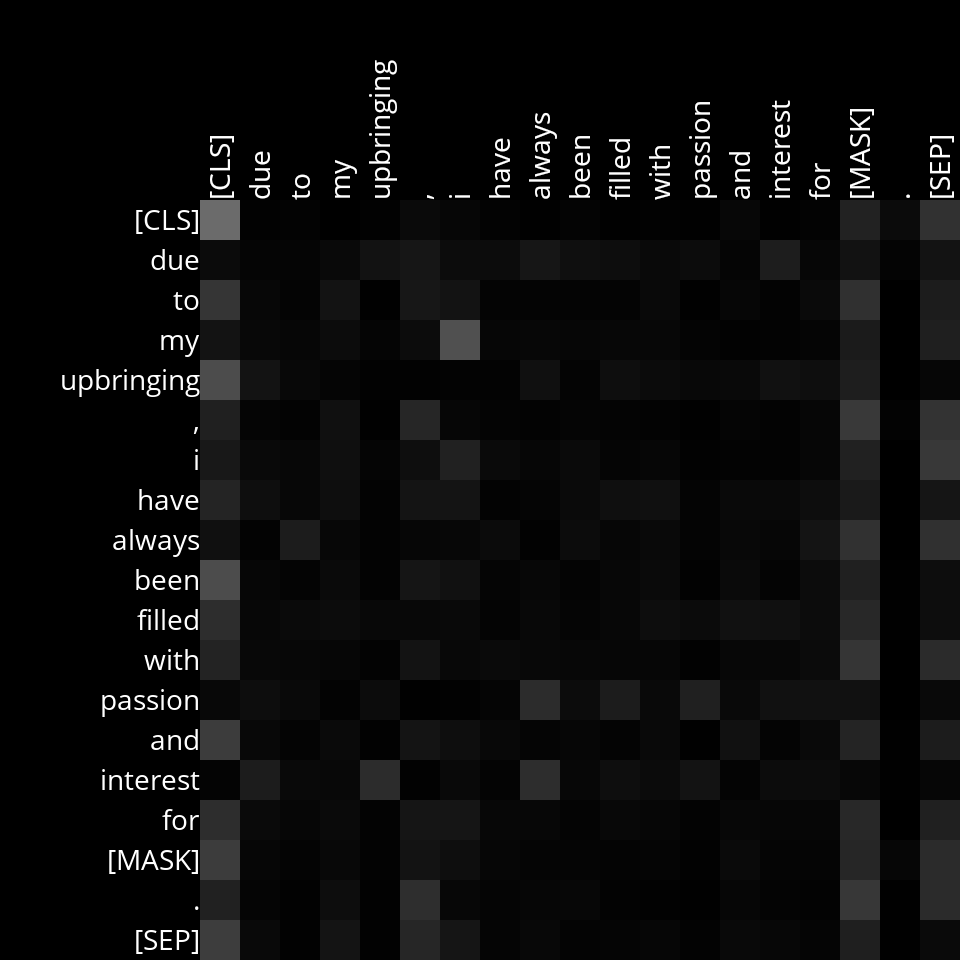 [CLS] due to my upbringing , i have always been filled with passion and interest for [MASK] . [SEP]
[CLS]
due
to
my
upbringing
,
i
have
always
been
filled
with
passion
and
interest
for
[MASK]
.
[SEP]